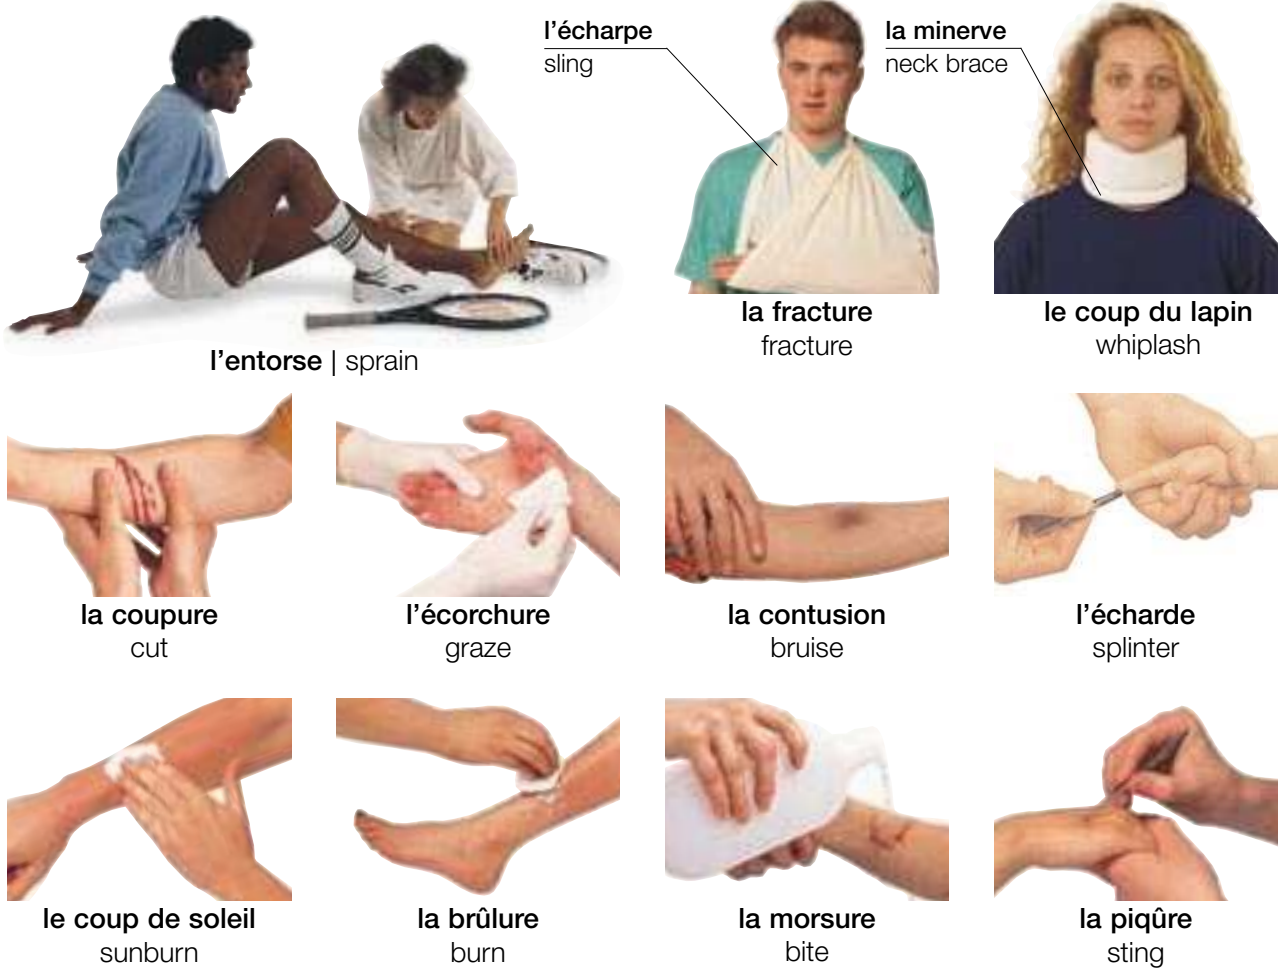 l'écharpe
sling
la minerve
neck brace
l'entorse | sprain
la fracture
fracture
le coup du lapin
whiplash
la coupure
cut
l'écorchure
graze
la contusion
bruise
l'écharde
splinter
le coup de soleil
sunburn
la brûlure
burn
la morsure
bite
la piqûre
sting